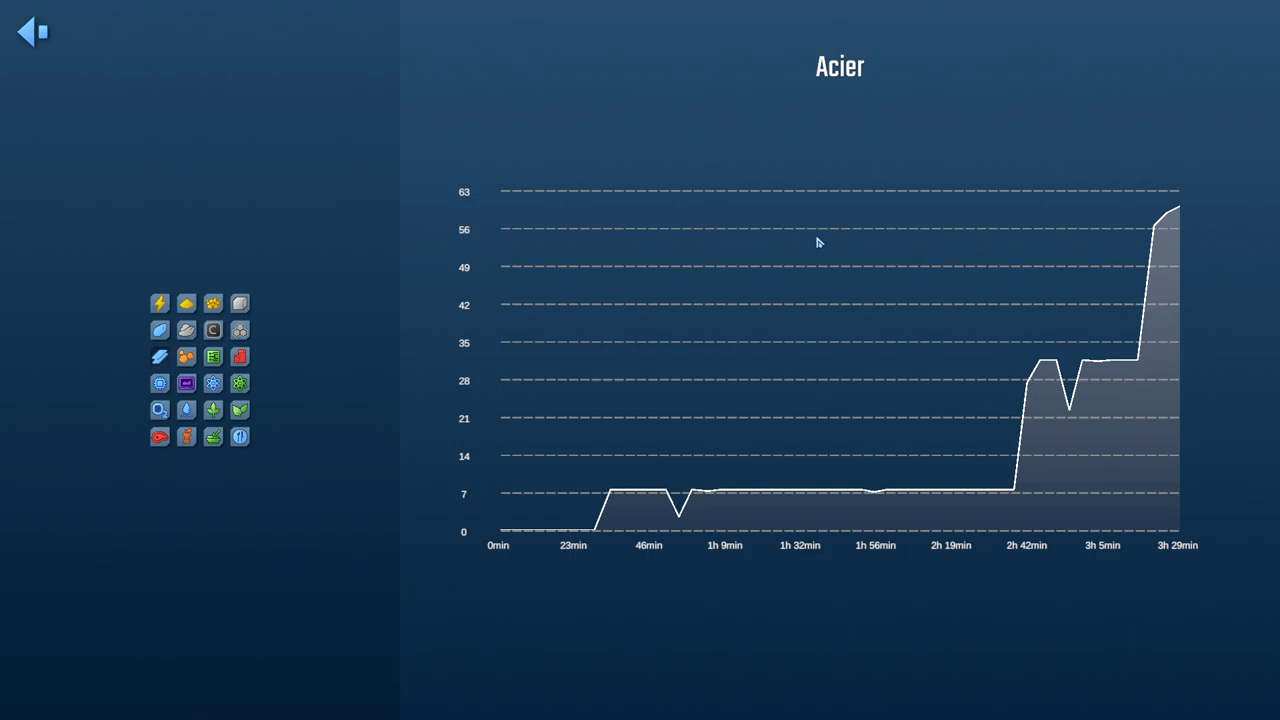 Acier
63
56
49
42
35
28
21
14
7
0
0min 23min 46min 1h 9min 1h 32min 1h 56min 2h 19min 2h 42min 3h 5min 3h 29min
C
O2